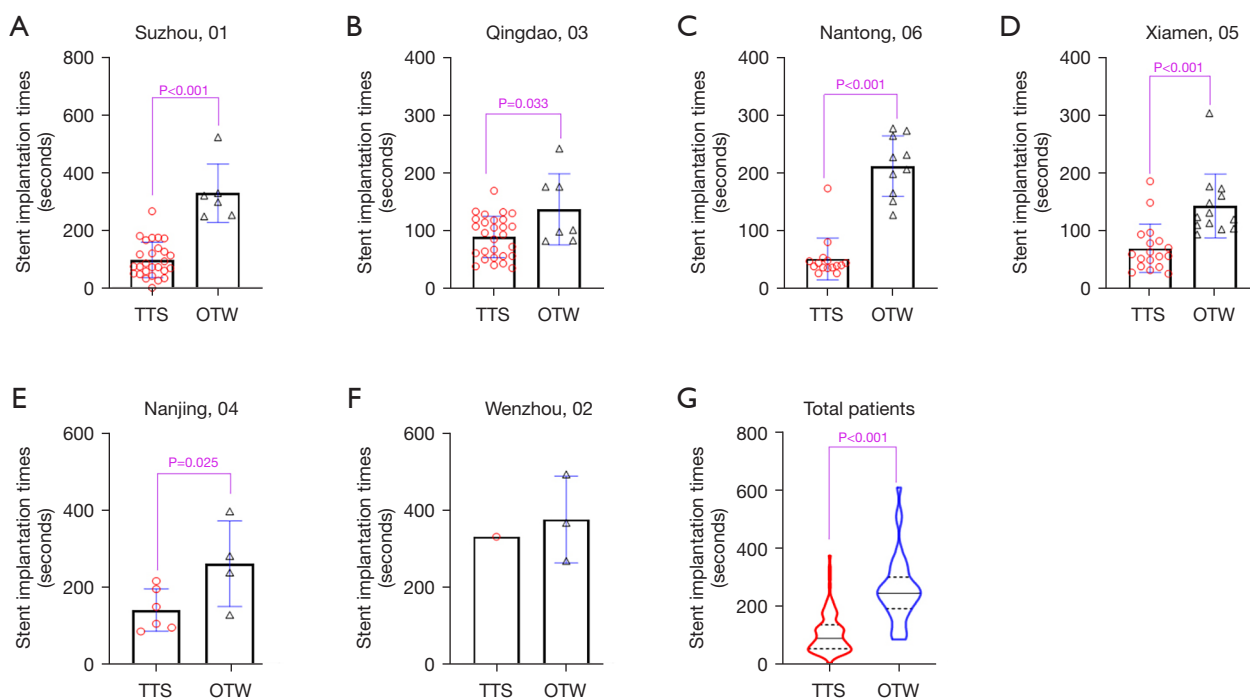 A
Suzhou, 01
Stent implantation times
(seconds)
800
600
400
200
0
P<0.001
TTS
OTW
B
Qingdao, 03
Stent implantation times
(seconds)
400
300
200
100
0
P=0.033
TTS
OTW
C
Nantong, 06
Stent implantation times
(seconds)
400
300
200
100
0
P<0.001
TTS
OTW
D
Xiamen, 05
Stent implantation times
(seconds)
400
300
200
100
0
P<0.001
TTS
OTW
E
Nanjing, 04
Stent implantation times
(seconds)
600
400
200
0
P=0.025
TTS
OTW
F
Wenzhou, 02
Stent implantation times
(seconds)
600
400
200
0
TTS
OTW
G
Total patients
Stent implantation times
(seconds)
800
600
400
200
0
P<0.001
TTS
OTW